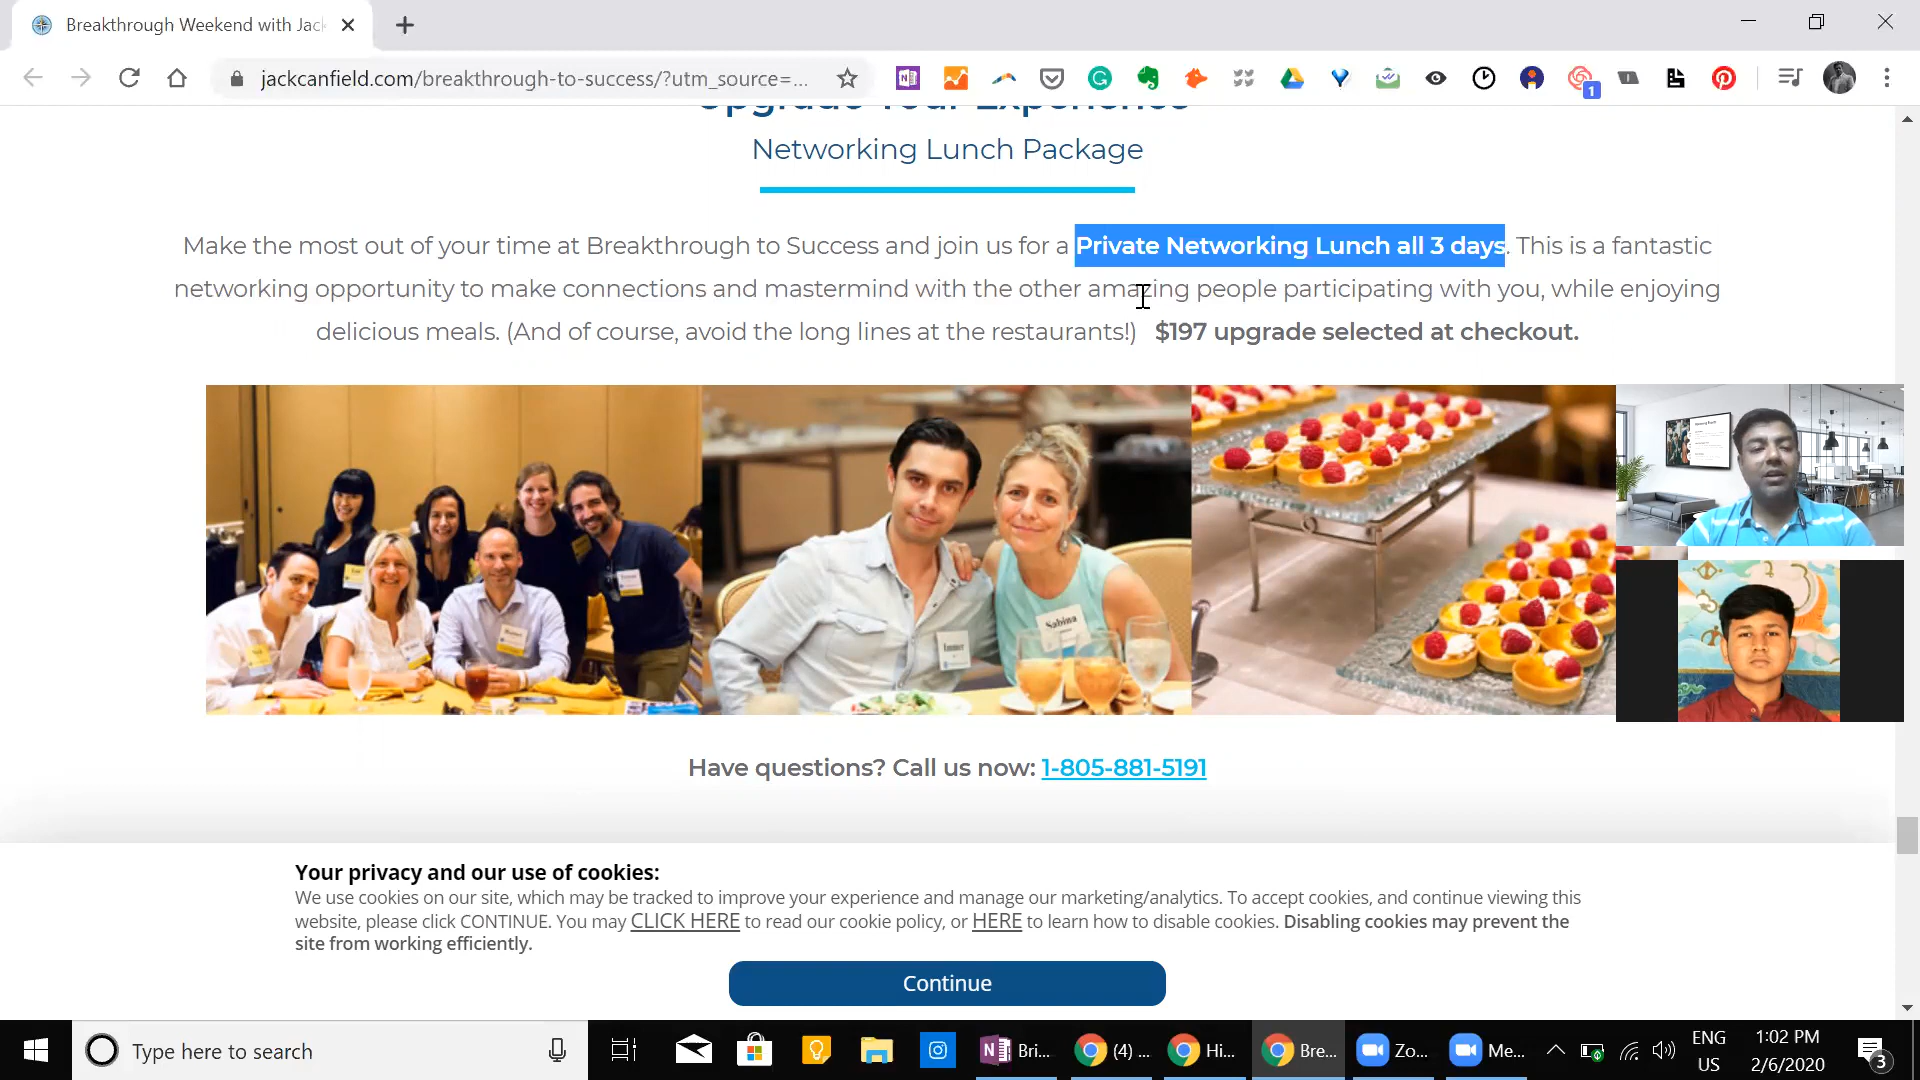 Breakthrough Weekend with Jac
jackcanfield.com/breakthrough-to-success/?utm_source=...
1
Upgrade Your Experience
Networking Lunch Package
Make the most out of your time at Breakthrough to Success and join us for a Private Networking Lunch all 3 days. This is a fantastic
networking opportunity to make connections and mastermind with the other amazing people participating with you, while enjoying
delicious meals. (And of course, avoid the long lines at the restaurants!) $197 upgrade selected at checkout.
Sabina
Have questions? Call us now: 1-805-881-5191
Your privacy and our use of cookies:
We use cookies on our site, which may be tracked to improve your experience and manage our marketing/analytics. To accept cookies, and continue viewing this
website, please click CONTINUE. You may CLICK HERE to read our cookie policy, or HERE to learn how to disable cookies. Disabling cookies may prevent the
site from working efficiently.
Continue
Type here to search
Bri...
(4) ...
Hi...
Bre...
Zo...
Me...
ENG
US
1:02 PM
2/6/2020
3